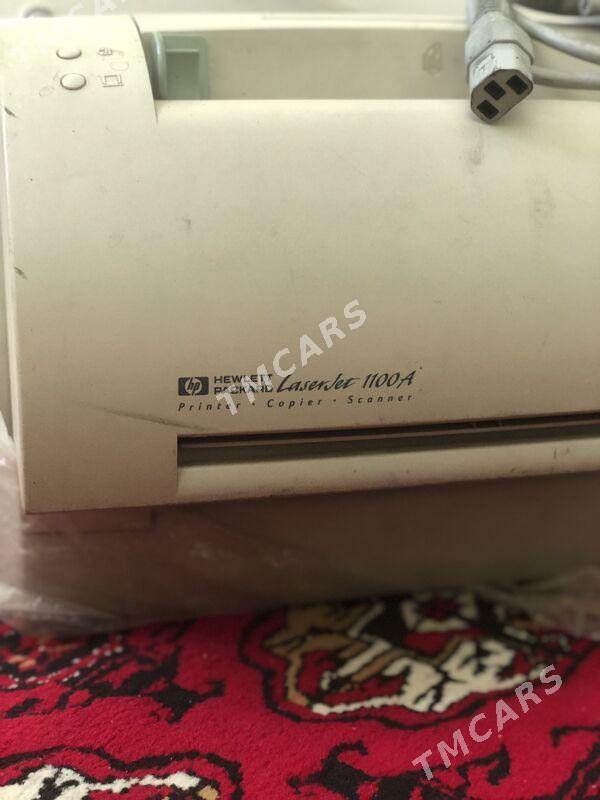 TMCARS
hp HEWLETT PACKARD LaserJet 1100A
Printer · Copier · Scanner
TMCARS